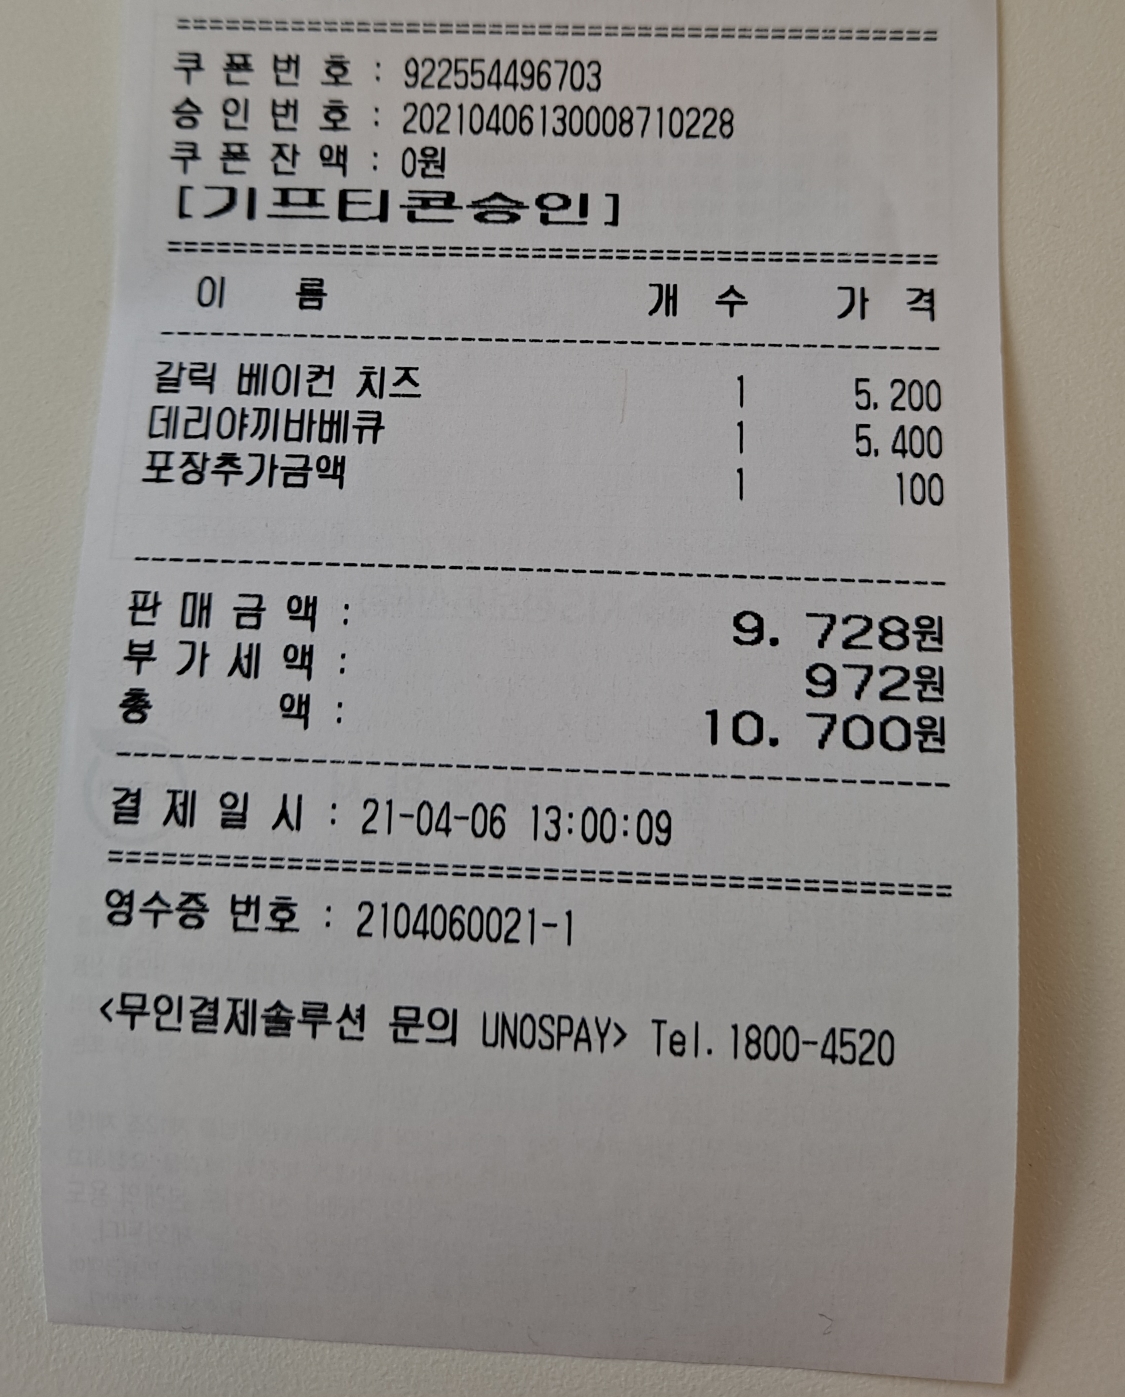 ================================================
쿠 폰 번 호 : 922554496703
승 인 번 호 : 20210406130008710228
쿠 폰 잔 액 : 0원
[기프티콘승인]
================================================
이 름 개 수 가 격
------------------------------------------------
갈릭 베이컨 치즈 1 5,200
데리야끼바베큐 1 5,400
포장추가금액 1 100
------------------------------------------------
판 매 금 액 : 9. 728원
부 가 세 액 : 972원
총 액 : 10. 700원
------------------------------------------------
결 제 일 시 : 21-04-06 13:00:09
================================================
영수증 번호 : 2104060021-1
<무인결제솔루션 문의 UNOSPAY> Tel. 1800-4520